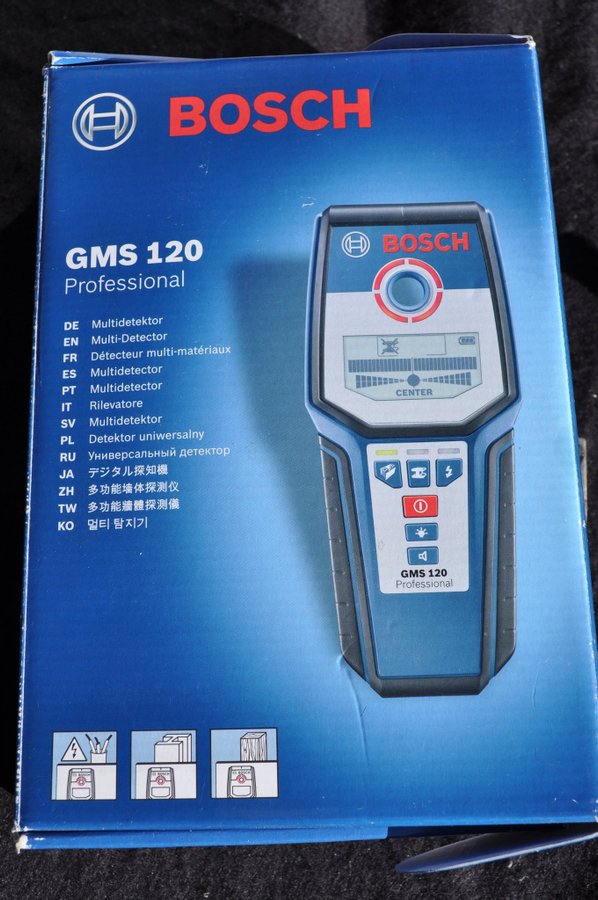 BOSCH
GMS 120
Professional
DE Multidetektor
EN Multi-Detector
FR Détecteur multi-matériaux
ES Multidetector
PT Multidetector
IT Rilevatore
SV Multidetektor
PL Detektor uniwersalny
RU Универсальный детектор
JA デジタル探知機
ZH 多功能墙体探测仪
TW 多功能牆體探測儀
KO 멀티 탐지기
BOSCH
CENTER
GMS 120
Professional